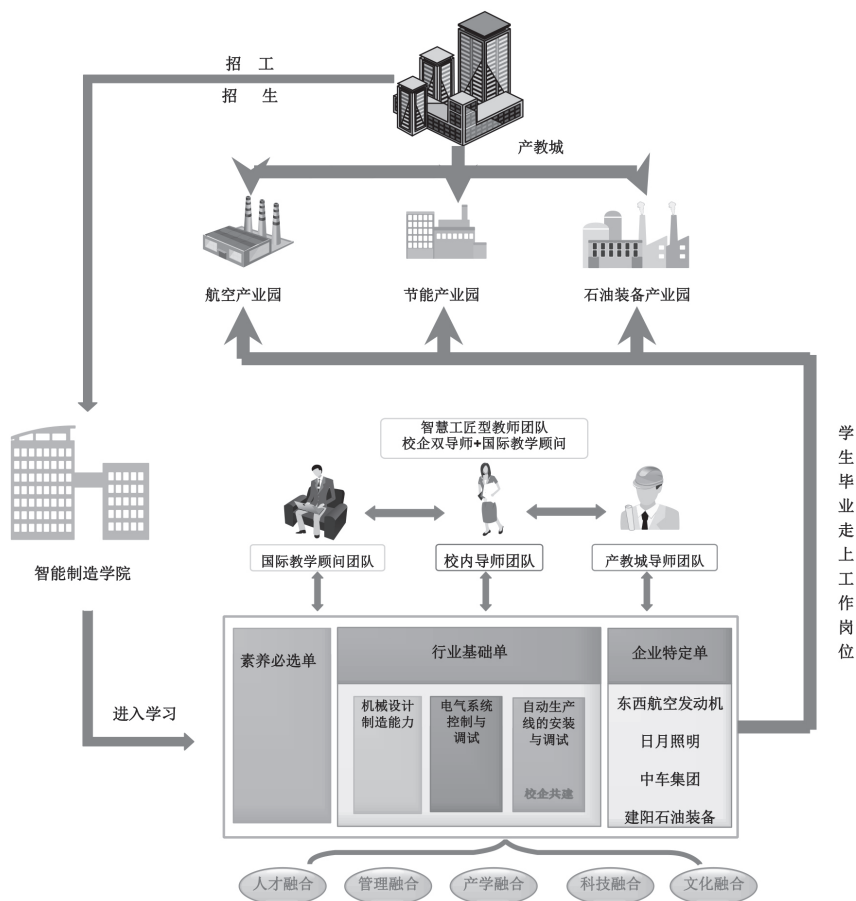 招 工
招 生
产教城
航空产业园
节能产业园
石油装备产业园
智慧工匠型教师团队
校企双导师+国际教学顾问
国际教学顾问团队
校内导师团队
产教城导师团队
智能制造学院
进入学习
素养必选单
行业基础单
企业特定单
机械设计
制造能力
电气系统
控制与
调试
自动生产
线的安装
与调试
校企共建
东西航空发动机
日月照明
中车集团
建阳石油装备
学生毕业走上工作岗位
人才融合
管理融合
产学融合
科技融合
文化融合